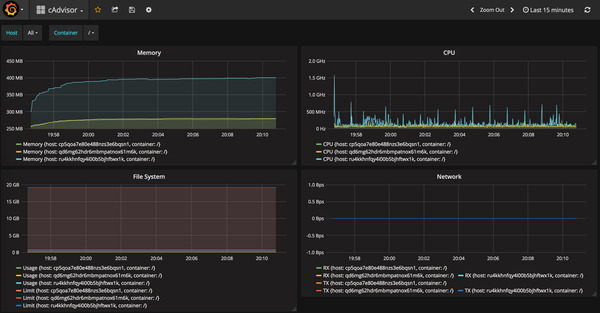 cAdvisor
Zoom Out
Last 15 minutes
Host
All
Container
/
Memory
450 MB
400 MB
350 MB
300 MB
250 MB
19:58 20:00 20:02 20:04 20:06 20:08 20:10
Memory (host: cp5qoa7e80e488nzs3e6bqsn1, container: /)
Memory (host: qd6mg62hdr6mbmpatnox61m6k, container: /)
Memory (host: ru4kkhnfqy4i00b5bjhftwx1k, container: /)
CPU
2.0 GHz
1.5 GHz
1.0 GHz
500 MHz
0 Hz
19:58 20:00 20:02 20:04 20:06 20:08 20:10
CPU (host: cp5qoa7e80e488nzs3e6bqsn1, container: /)
CPU (host: qd6mg62hdr6mbmpatnox61m6k, container: /)
CPU (host: ru4kkhnfqy4i00b5bjhftwx1k, container: /)
File System
20 GB
15 GB
10 GB
5 GB
0 B
19:58 20:00 20:02 20:04 20:06 20:08 20:10
Usage (host: cp5qoa7e80e488nzs3e6bqsn1, container: /)
Usage (host: qd6mg62hdr6mbmpatnox61m6k, container: /)
Usage (host: ru4kkhnfqy4i00b5bjhftwx1k, container: /)
Limit (host: cp5qoa7e80e488nzs3e6bqsn1, container: /)
Limit (host: qd6mg62hdr6mbmpatnox61m6k, container: /)
Limit (host: ru4kkhnfqy4i00b5bjhftwx1k, container: /)
Network
1.0 Bps
0.5 Bps
0 Bps
-0.5 Bps
-1.0 Bps
19:58 20:00 20:02 20:04 20:06 20:08 20:10
RX (host: cp5qoa7e80e488nzs3e6bqsn1, container: /)
RX (host: qd6mg62hdr6mbmpatnox61m6k, container: /) RX (host: ru4kkhnfqy4i00b5bjhftwx1k, container: /)
TX (host: cp5qoa7e80e488nzs3e6bqsn1, container: /)
TX (host: qd6mg62hdr6mbmpatnox61m6k, container: /) TX (host: ru4kkhnfqy4i00b5bjhftwx1k, container: /)